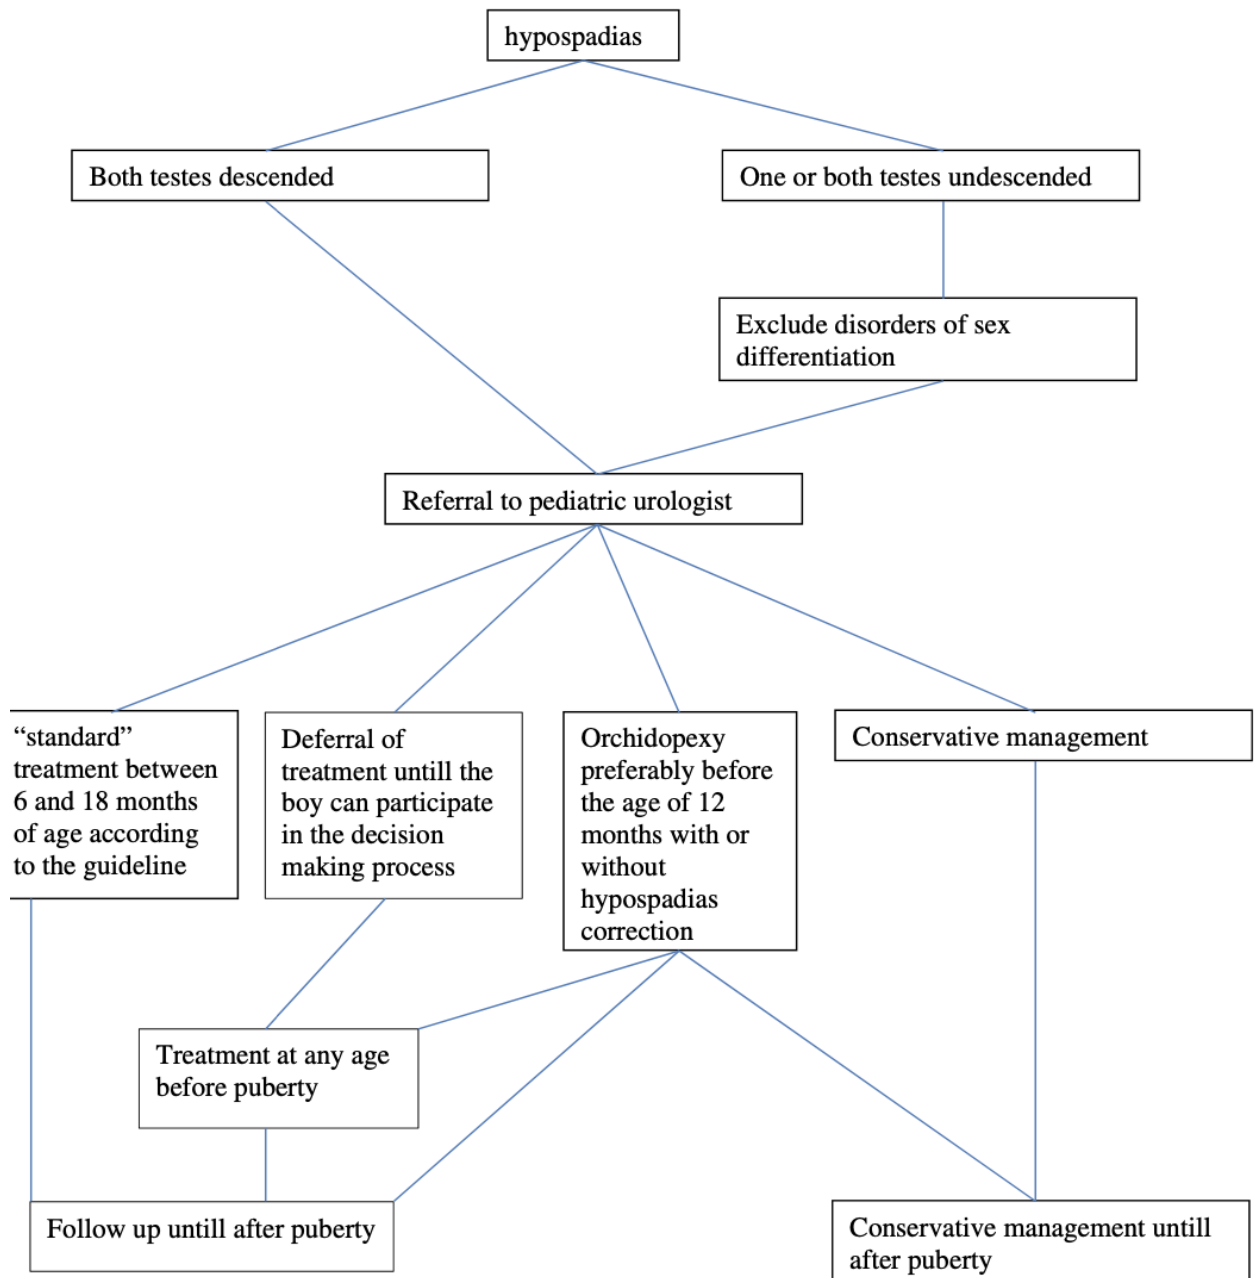 hypospadias
Both testes descended
One or both testes undescended
Exclude disorders of sex
differentiation
Referral to pediatric urologist
“standard”
treatment between
6 and 18 months
of age according
to the guideline
Deferral of
treatment untill the
boy can participate
in the decision
making process
Orchidopexy
preferably before
the age of 12
months with or
without
hypospadias
correction
Conservative management
Treatment at any age
before puberty
Follow up untill after puberty
Conservative management untill
after puberty